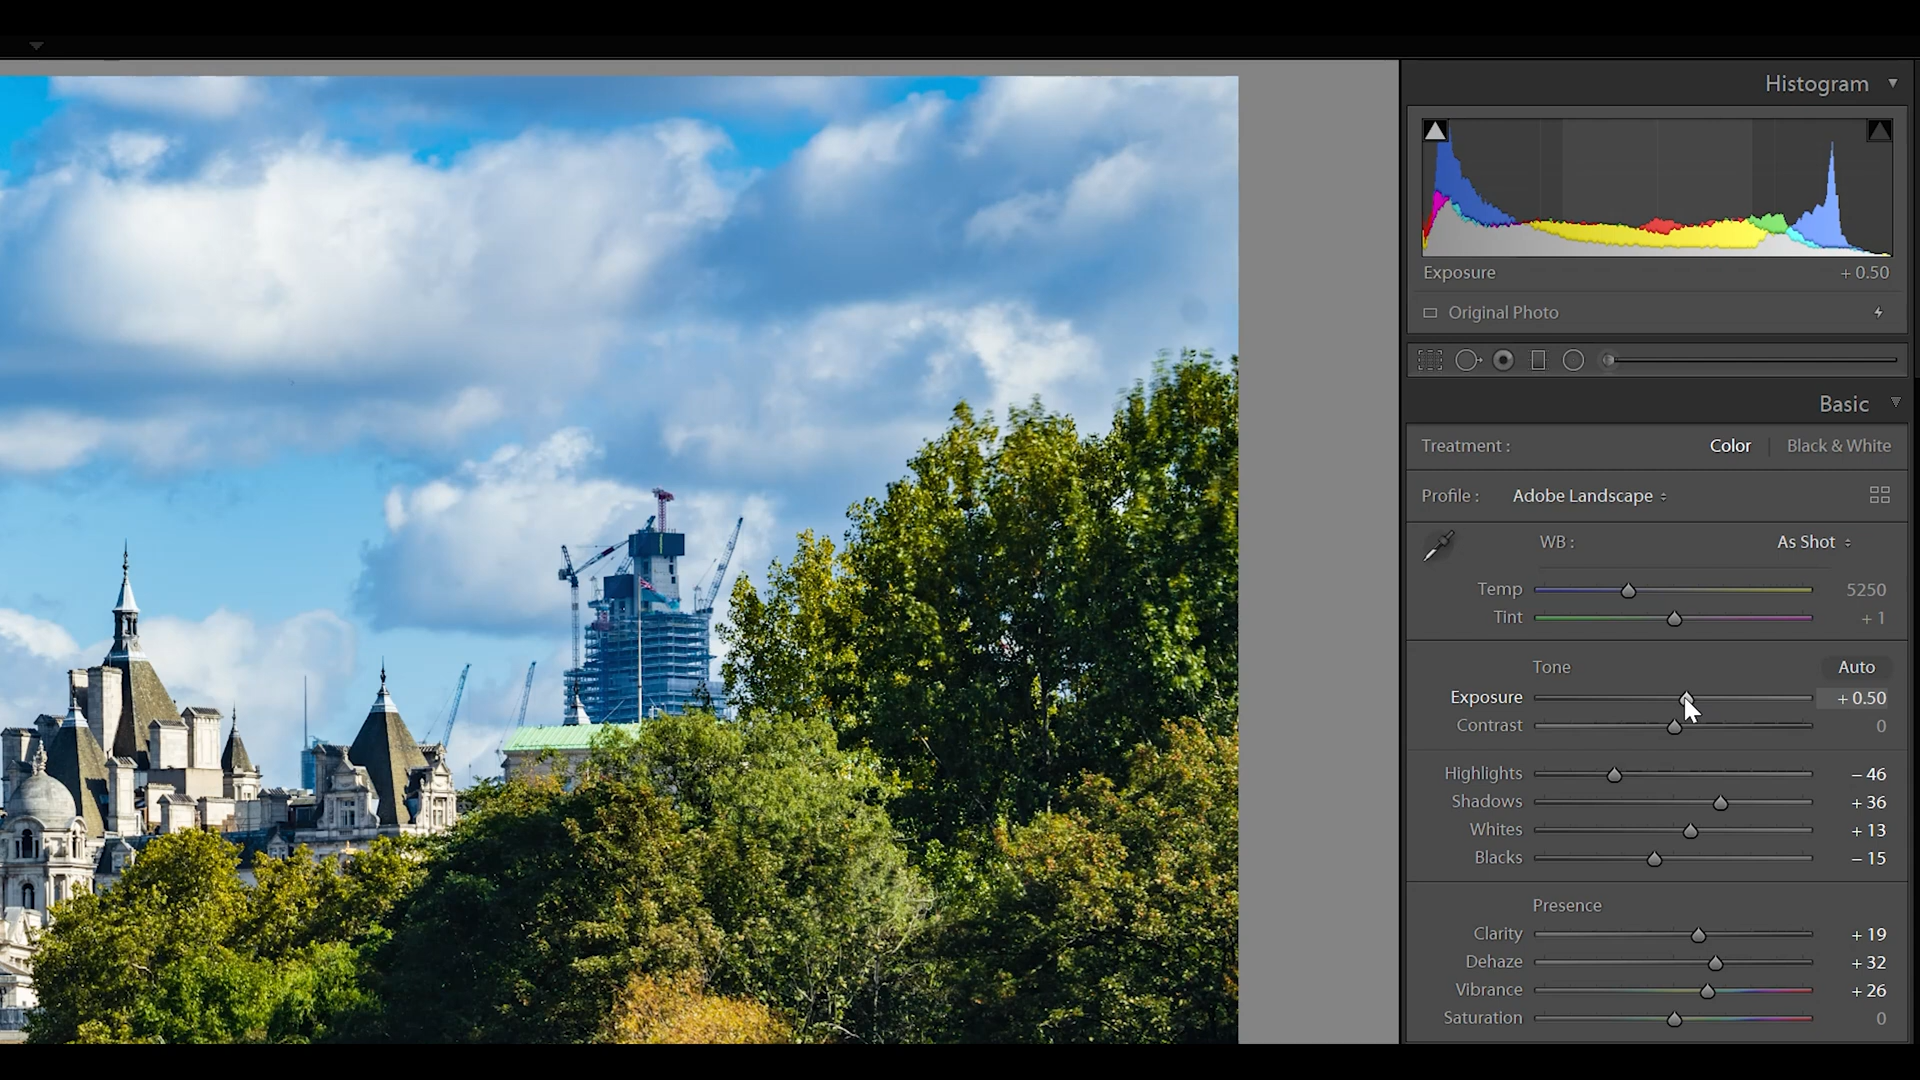 Histogram
Exposure + 0.50
Original Photo
Basic
Treatment : Color Black & White
Profile : Adobe Landscape
WB : As Shot
Temp 5250
Tint + 1
Tone Auto
Exposure + 0.50
Contrast 0
Highlights – 46
Shadows + 36
Whites + 13
Blacks – 15
Presence
Clarity + 19
Dehaze + 32
Vibrance + 26
Saturation 0